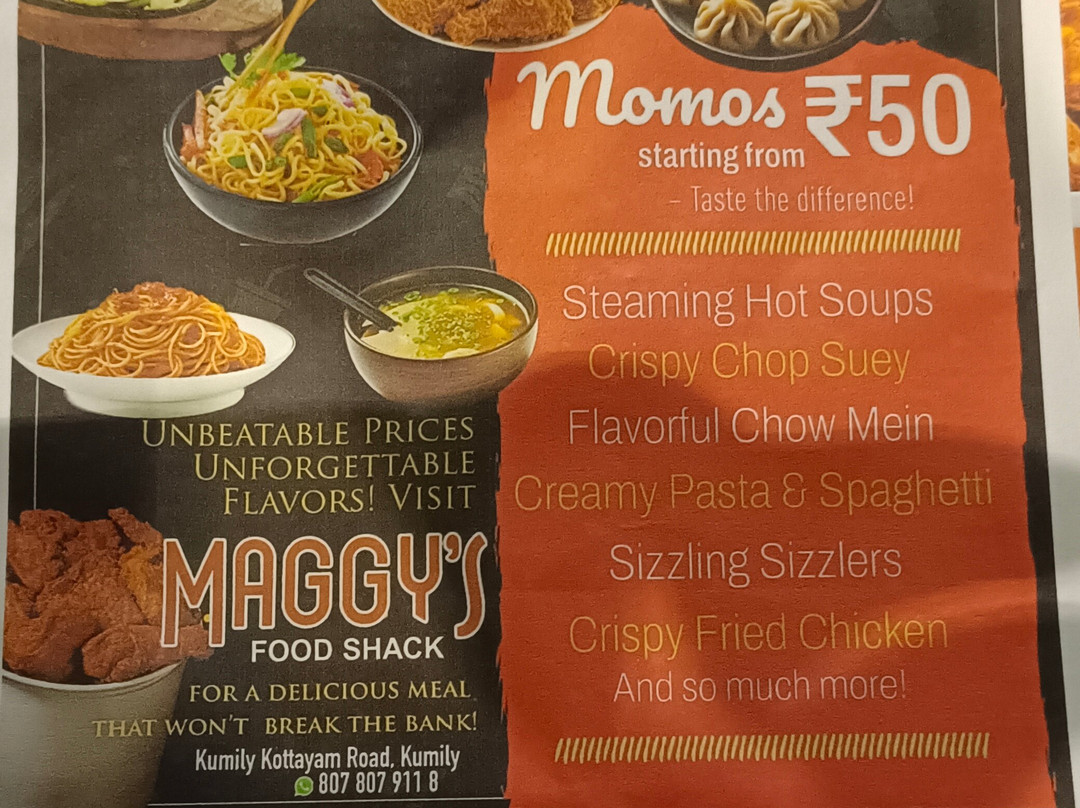 Momos ₹50
starting from
- Taste the difference!
Steaming Hot Soups
Crispy Chop Suey
Flavorful Chow Mein
Creamy Pasta & Spaghetti
Sizzling Sizzlers
Crispy Fried Chicken
And so much more!
UNBEATABLE PRICES
UNFORGETTABLE
FLAVORS! VISIT
MAGGY'S
FOOD SHACK
FOR A DELICIOUS MEAL
THAT WON'T BREAK THE BANK!
Kumily Kottayam Road, Kumily
807 807 911 8